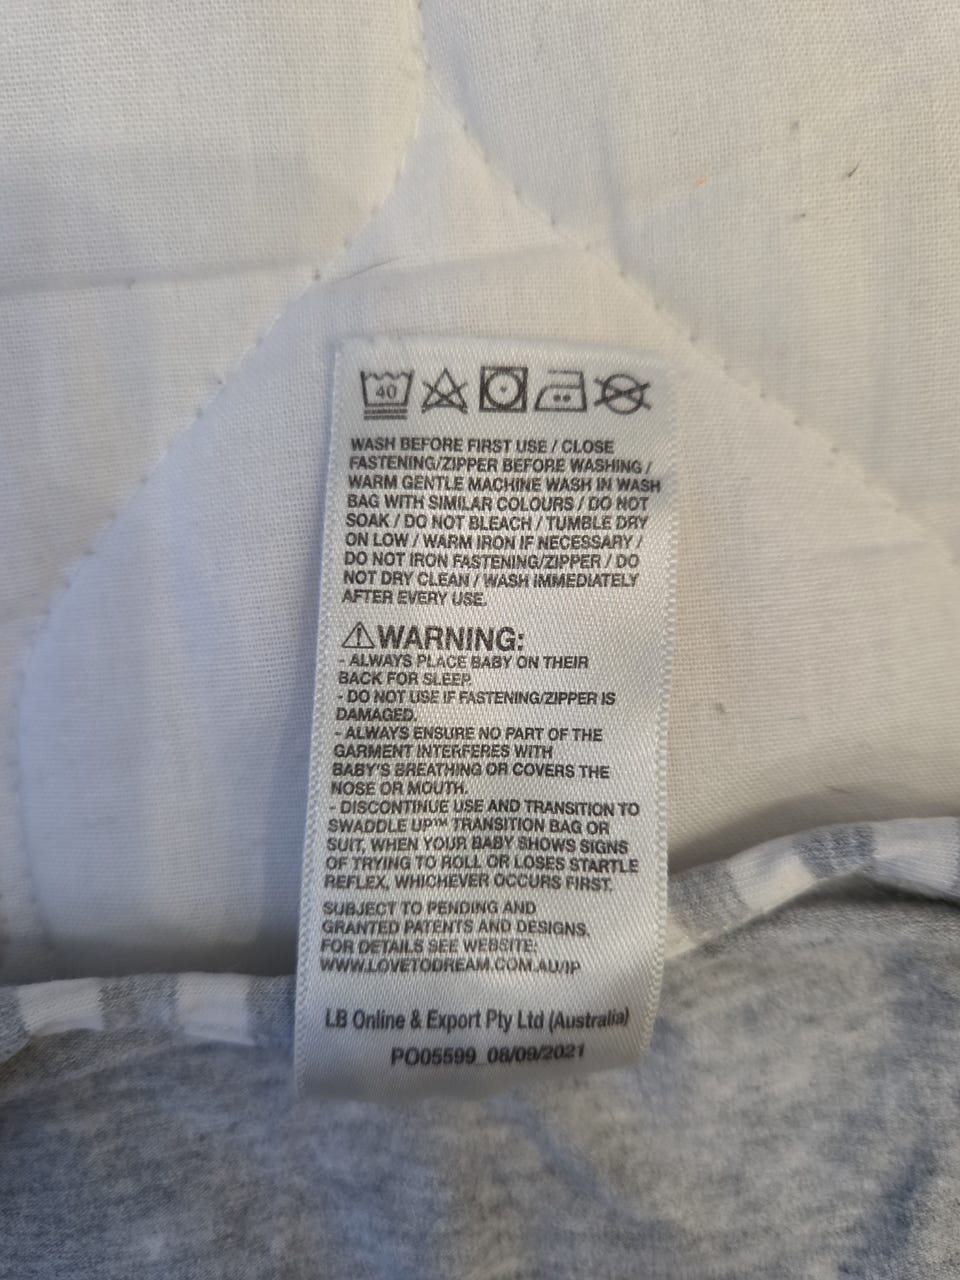 40
WASH BEFORE FIRST USE / CLOSE
FASTENING/ZIPPER BEFORE WASHING /
WARM GENTLE MACHINE WASH IN WASH
BAG WITH SIMILAR COLOURS / DO NOT
SOAK / DO NOT BLEACH / TUMBLE DRY
ON LOW / WARM IRON IF NECESSARY /
DO NOT IRON FASTENING/ZIPPER / DO
NOT DRY CLEAN / WASH IMMEDIATELY
AFTER EVERY USE.
⚠WARNING:
- ALWAYS PLACE BABY ON THEIR
BACK FOR SLEEP.
- DO NOT USE IF FASTENING/ZIPPER IS
DAMAGED.
- ALWAYS ENSURE NO PART OF THE
GARMENT INTERFERES WITH
BABY'S BREATHING OR COVERS THE
NOSE OR MOUTH.
- DISCONTINUE USE AND TRANSITION TO
SWADDLE UP™ TRANSITION BAG OR
SUIT, WHEN YOUR BABY SHOWS SIGNS
OF TRYING TO ROLL OR LOSES STARTLE
REFLEX, WHICHEVER OCCURS FIRST.
SUBJECT TO PENDING AND
GRANTED PATENTS AND DESIGNS.
FOR DETAILS SEE WEBSITE:
WWW.LOVETODREAM.COM.AU/IP
LB Online & Export Pty Ltd (Australia)
PO05599_08/09/2021